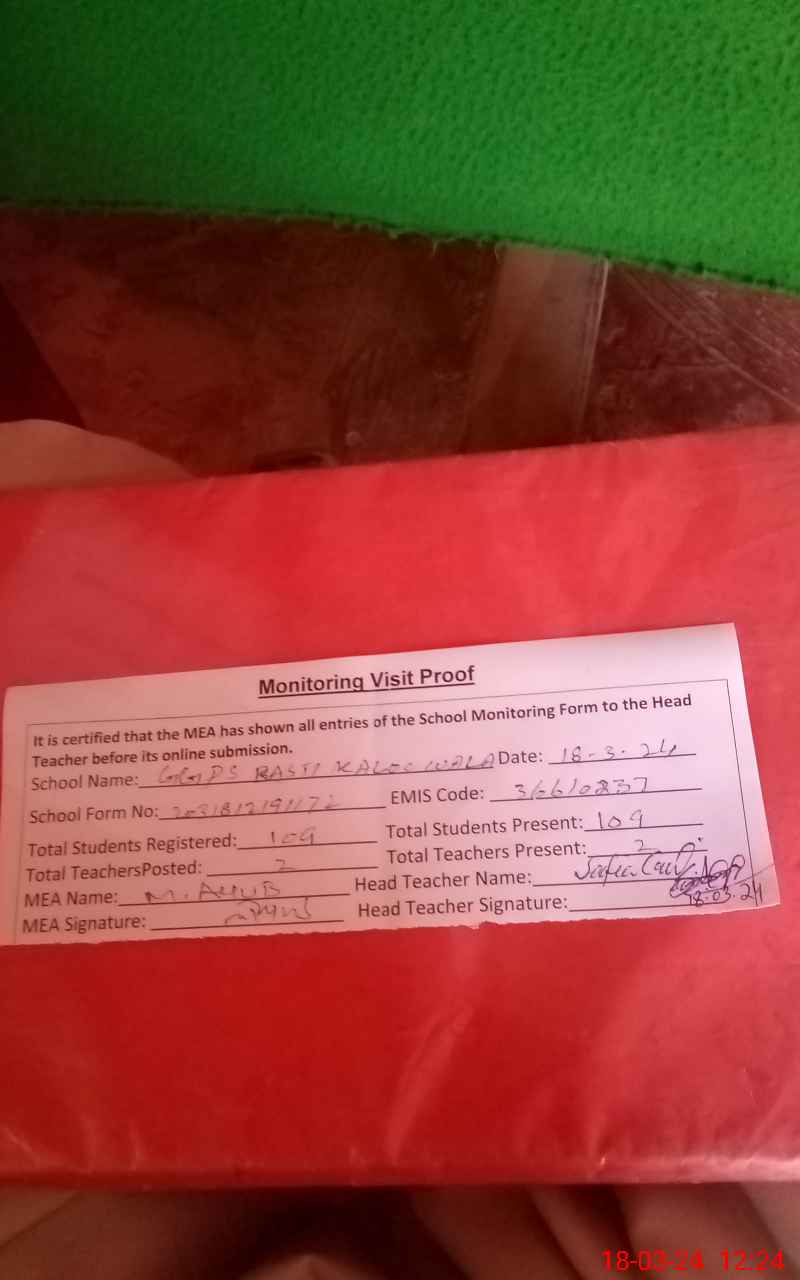 Monitoring Visit Proof
It is certified that the MEA has shown all entries of the School Monitoring Form to the Head
Teacher before its online submission.
School Name: GGPS BASTI KALOO WALA Date: 18-3-24
School Form No: EMIS Code: 36610837
Total Students Registered: 109 Total Students Present: 109
Total TeachersPosted: 2 Total Teachers Present: 2
MEA Name: M. AYUB Head Teacher Name:
MEA Signature: Head Teacher Signature:
18.03.24
18-03-24 12:24